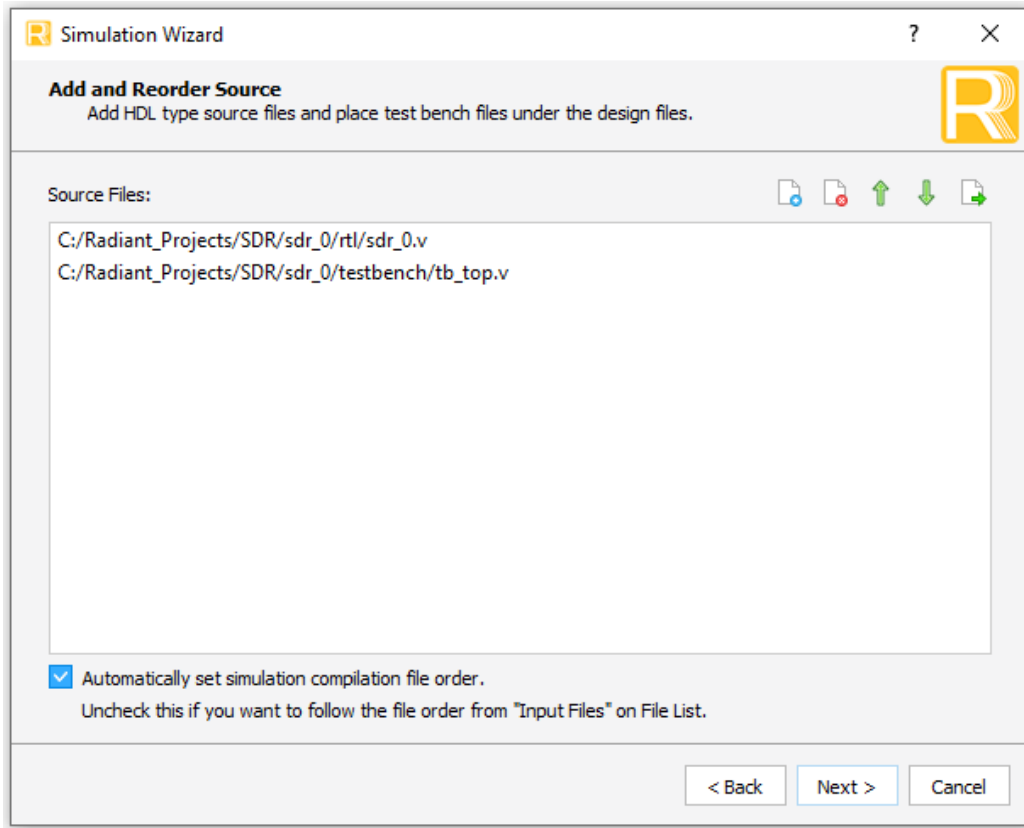 Simulation Wizard
?
Add and Reorder Source
Add HDL type source files and place test bench files under the design files.
Source Files:
C:/Radiant_Projects/SDR/sdr_0/rtl/sdr_0.v
C:/Radiant_Projects/SDR/sdr_0/testbench/tb_top.v
Automatically set simulation compilation file order.
Uncheck this if you want to follow the file order from "Input Files" on File List.
< Back Next > Cancel